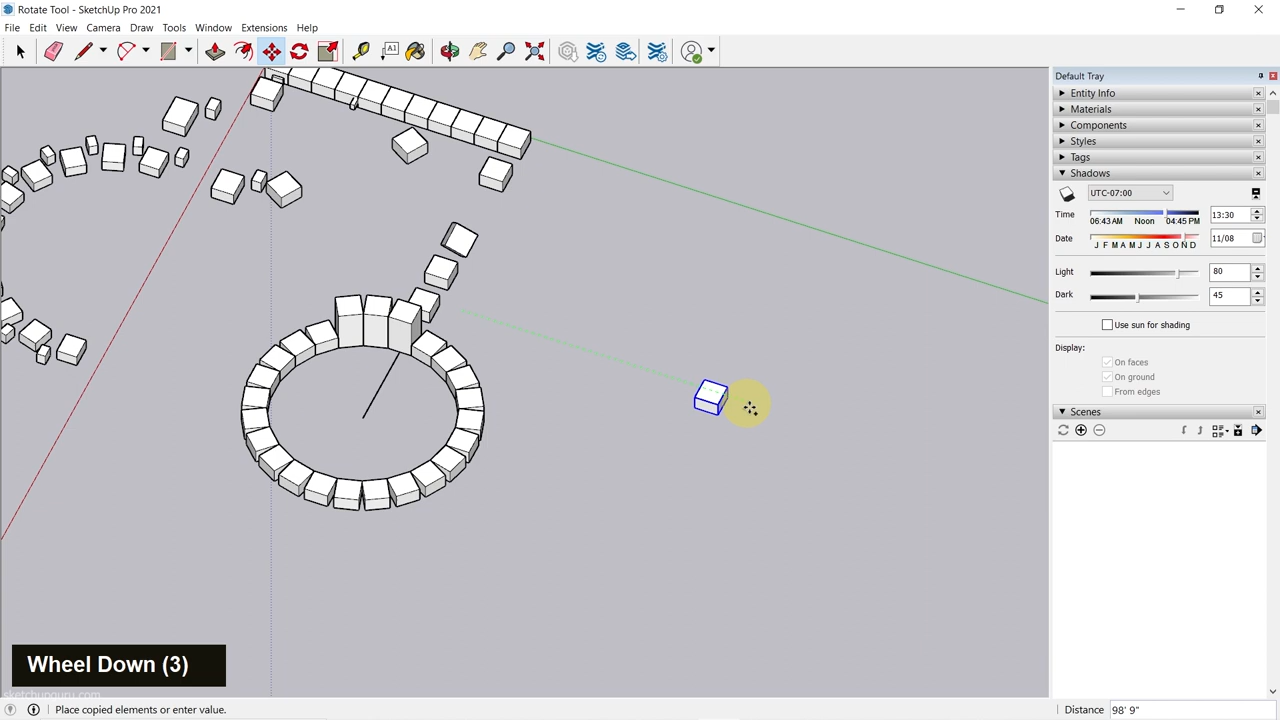 Rotate Tool - SketchUp Pro 2021
File Edit View Camera Draw Tools Window Extensions Help
A1
Default Tray
Entity Info
Materials
Components
Styles
Tags
Shadows
UTC-07:00
Time 13:30
06:43 AM Noon 04:45 PM
Date 11/08
J F M A M J J A S O N D
Light 80
Dark 45
Use sun for shading
Display:
On faces
On ground
From edges
Scenes
Wheel Down (3)
sketchupguru.com
Place copied elements or enter value.
Distance 98' 9"